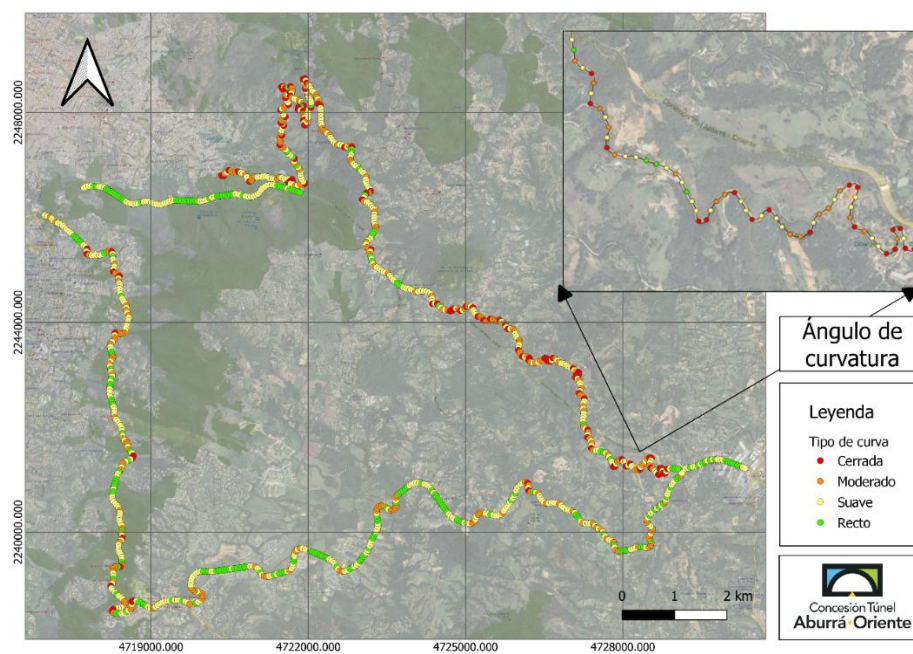 2248000.000
2244000.000
2240000.000
4719000.000
4722000.000
4725000.000
4728000.000
0
1
2 km
Ángulo de
curvatura
Leyenda
Tipo de curva
Cerrada
Moderado
Suave
Recto
Concesión Túnel
Aburrá Oriente